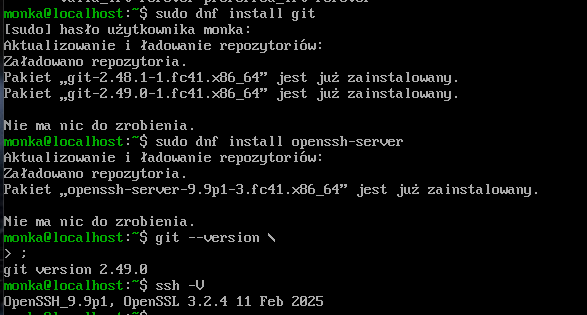 monka@localhost:~$ sudo dnf install git
[sudo] hasło użytkownika monka:
Aktualizowanie i ładowanie repozytoriów:
Załadowano repozytoria.
Pakiet „git-2.48.1-1.fc41.x86_64” jest już zainstalowany.
Pakiet „git-2.49.0-1.fc41.x86_64” jest już zainstalowany.

Nie ma nic do zrobienia.
monka@localhost:~$ sudo dnf install openssh-server
Aktualizowanie i ładowanie repozytoriów:
Załadowano repozytoria.
Pakiet „openssh-server-9.9p1-3.fc41.x86_64” jest już zainstalowany.

Nie ma nic do zrobienia.
monka@localhost:~$ git --version \
> ;
git version 2.49.0
monka@localhost:~$ ssh -V
OpenSSH_9.9p1, OpenSSL 3.2.4 11 Feb 2025